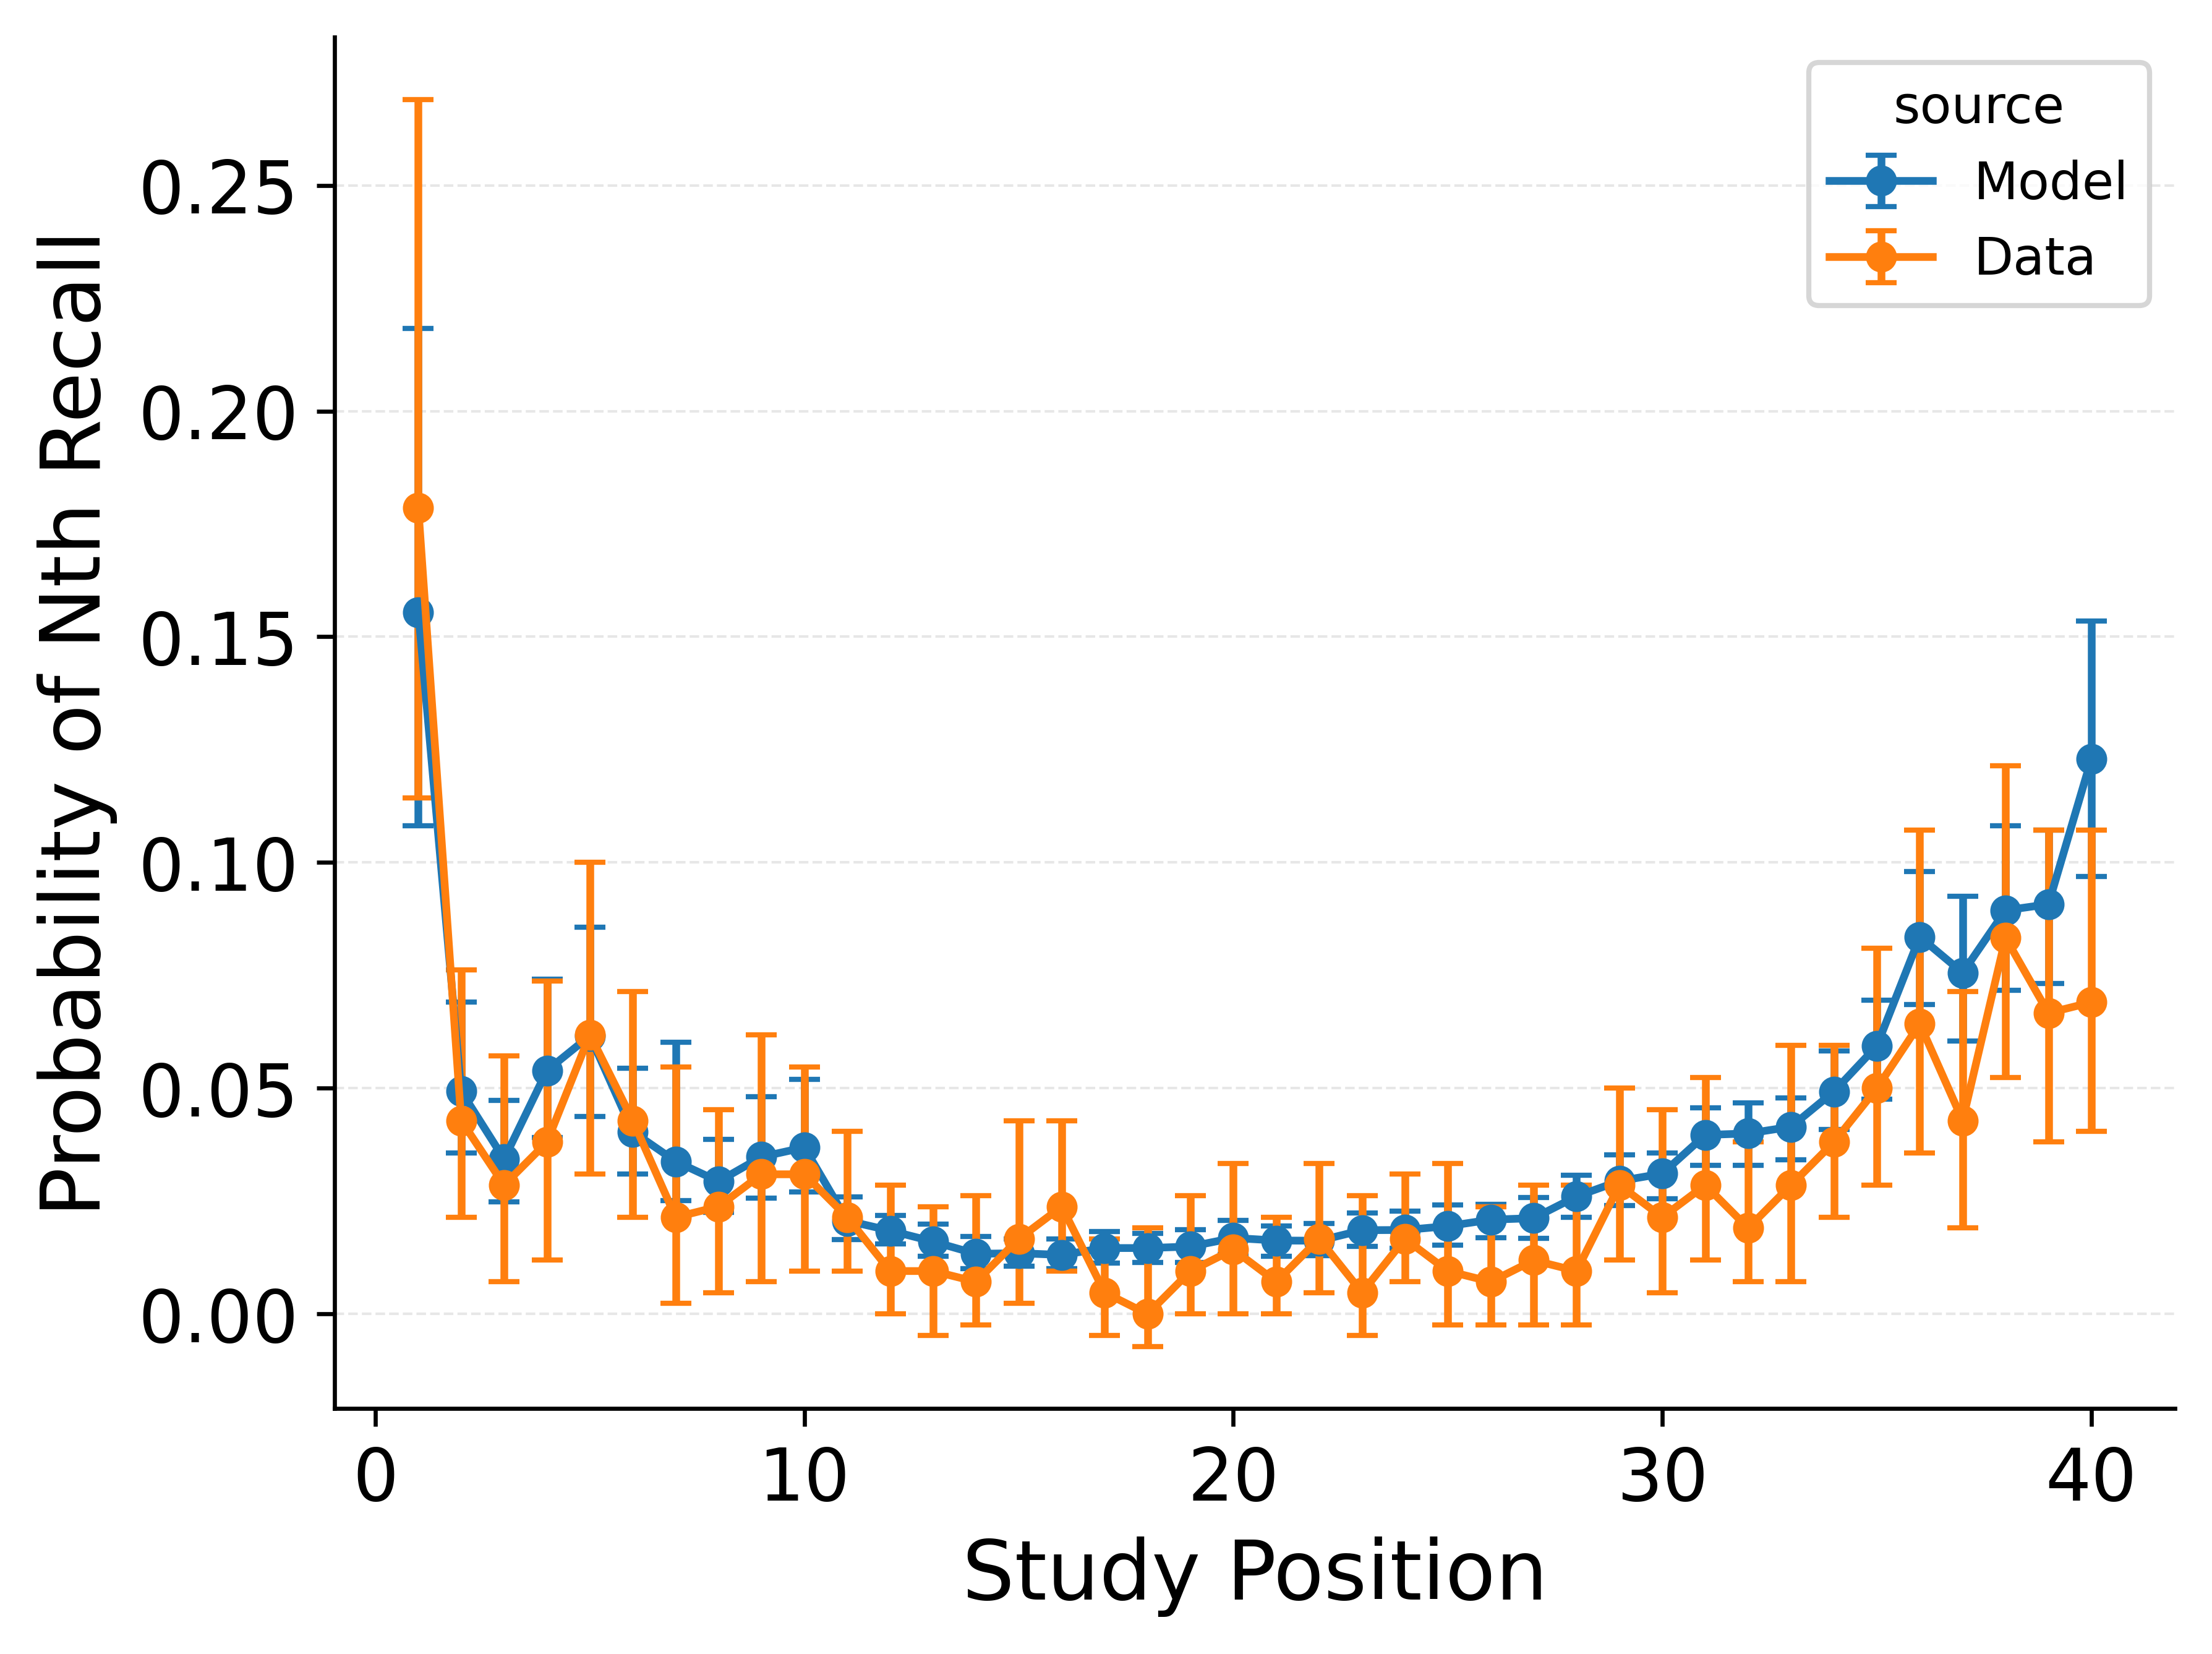 source
Model
Data
Probability of Nth Recall
0.25
0.20
0.15
0.10
0.05
0.00
0 10 20 30 40
Study Position